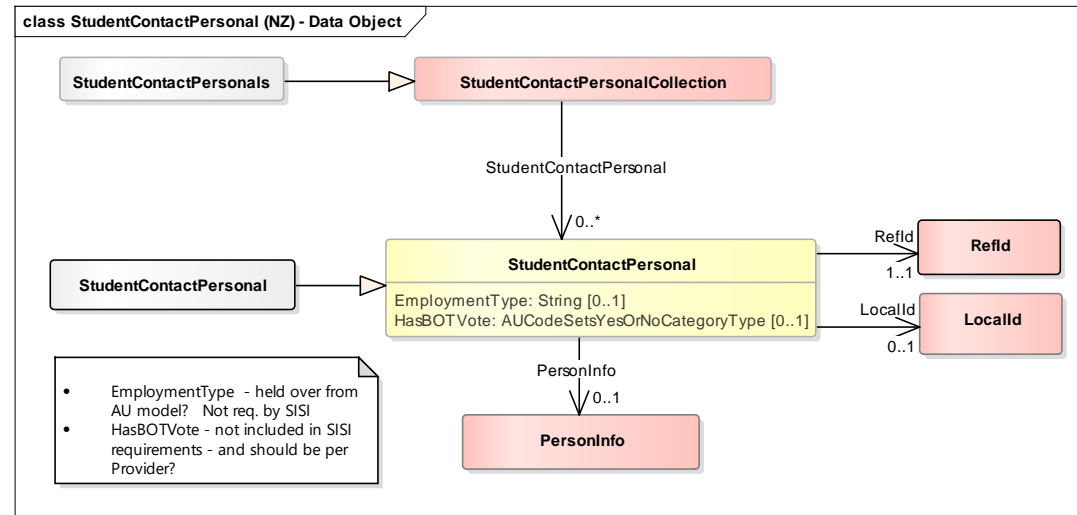 class StudentContactPersonal (NZ) - Data Object
StudentContactPersonals
StudentContactPersonalCollection
StudentContactPersonal
0..*
StudentContactPersonal
StudentContactPersonal
EmploymentType: String [0..1]
HasBOTVote: AUCodeSetsYesOrNoCategoryType [0..1]
RefId
1..1
RefId
LocalId
0..1
LocalId
PersonInfo
0..1
PersonInfo
• EmploymentType - held over from
AU model? Not req. by SISI
• HasBOTVote - not included in SISI
requirements - and should be per
Provider?